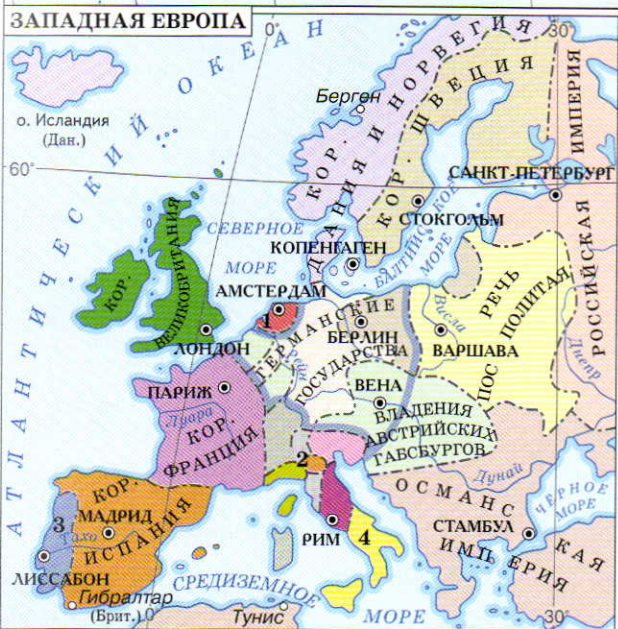 ЗАПАДНАЯ ЕВРОПА
0°
30°
АТЛАНТИЧЕСКИЙ ОКЕАН
о. Исландия
(Дан.)
Берген
60°
КОР. ДАНИЯ И НОРВЕГИЯ
КОР. ШВЕЦИЯ
РОССИЙСКАЯ ИМПЕРИЯ
САНКТ-ПЕТЕРБУРГ
СТОКГОЛЬМ
СЕВЕРНОЕ
МОРЕ
КОПЕНГАГЕН
БАЛТИЙСКОЕ
МОРЕ
КОР.
ВЕЛИКОБРИТАНИЯ
АМСТЕРДАМ
1
ЛОНДОН
ГЕРМАНСКИЕ
ГОСУДАРСТВА
БЕРЛИН
Рейн
Висла
ВАРШАВА
РЕЧЬ
ПОСПОЛИТАЯ
Днепр
ПАРИЖ
Луара
КОР.
ФРАНЦИЯ
ВЕНА
ВЛАДЕНИЯ
АВСТРИЙСКИХ
ГАБСБУРГОВ
2
Дунай
КОР.
ИСПАНИЯ
3
МАДРИД
Тахо
ЛИССАБОН
Гибралтар
(Брит.)
0
РИМ
4
ОСМАНСКАЯ
ИМПЕРИЯ
СТАМБУЛ
ЧЕРНОЕ
МОРЕ
СРЕДИЗЕМНОЕ
МОРЕ
Тунис
30°